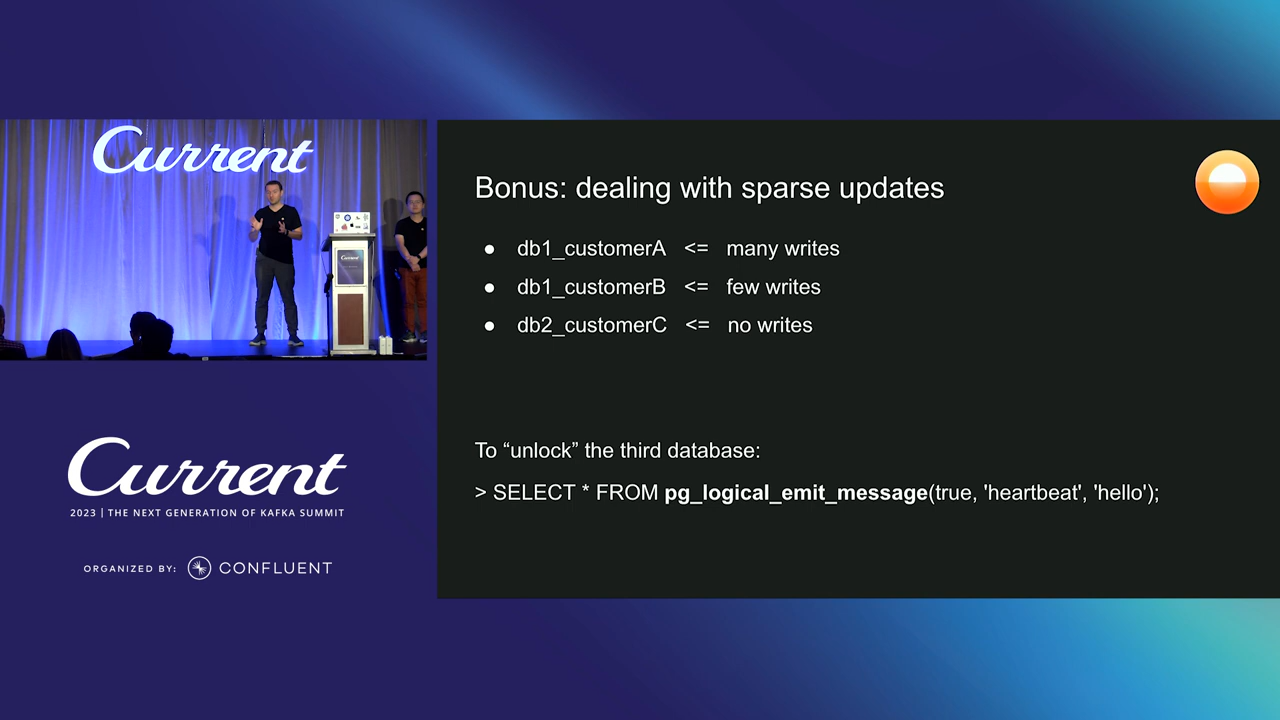 Current
Current
2023 | THE NEXT GENERATION OF KAFKA SUMMIT
ORGANIZED BY: CONFLUENT
Bonus: dealing with sparse updates
● db1_customerA <= many writes
● db1_customerB <= few writes
● db2_customerC <= no writes
To “unlock” the third database:
> SELECT * FROM pg_logical_emit_message(true, 'heartbeat', 'hello');
Current